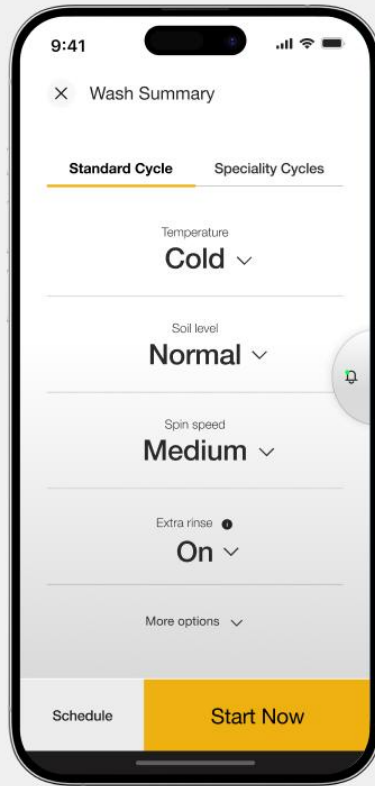 9:41
Wash Summary
Standard Cycle Speciality Cycles
Temperature
Cold
Soil level
Normal
Spin speed
Medium
Extra rinse
On
More options
Schedule Start Now